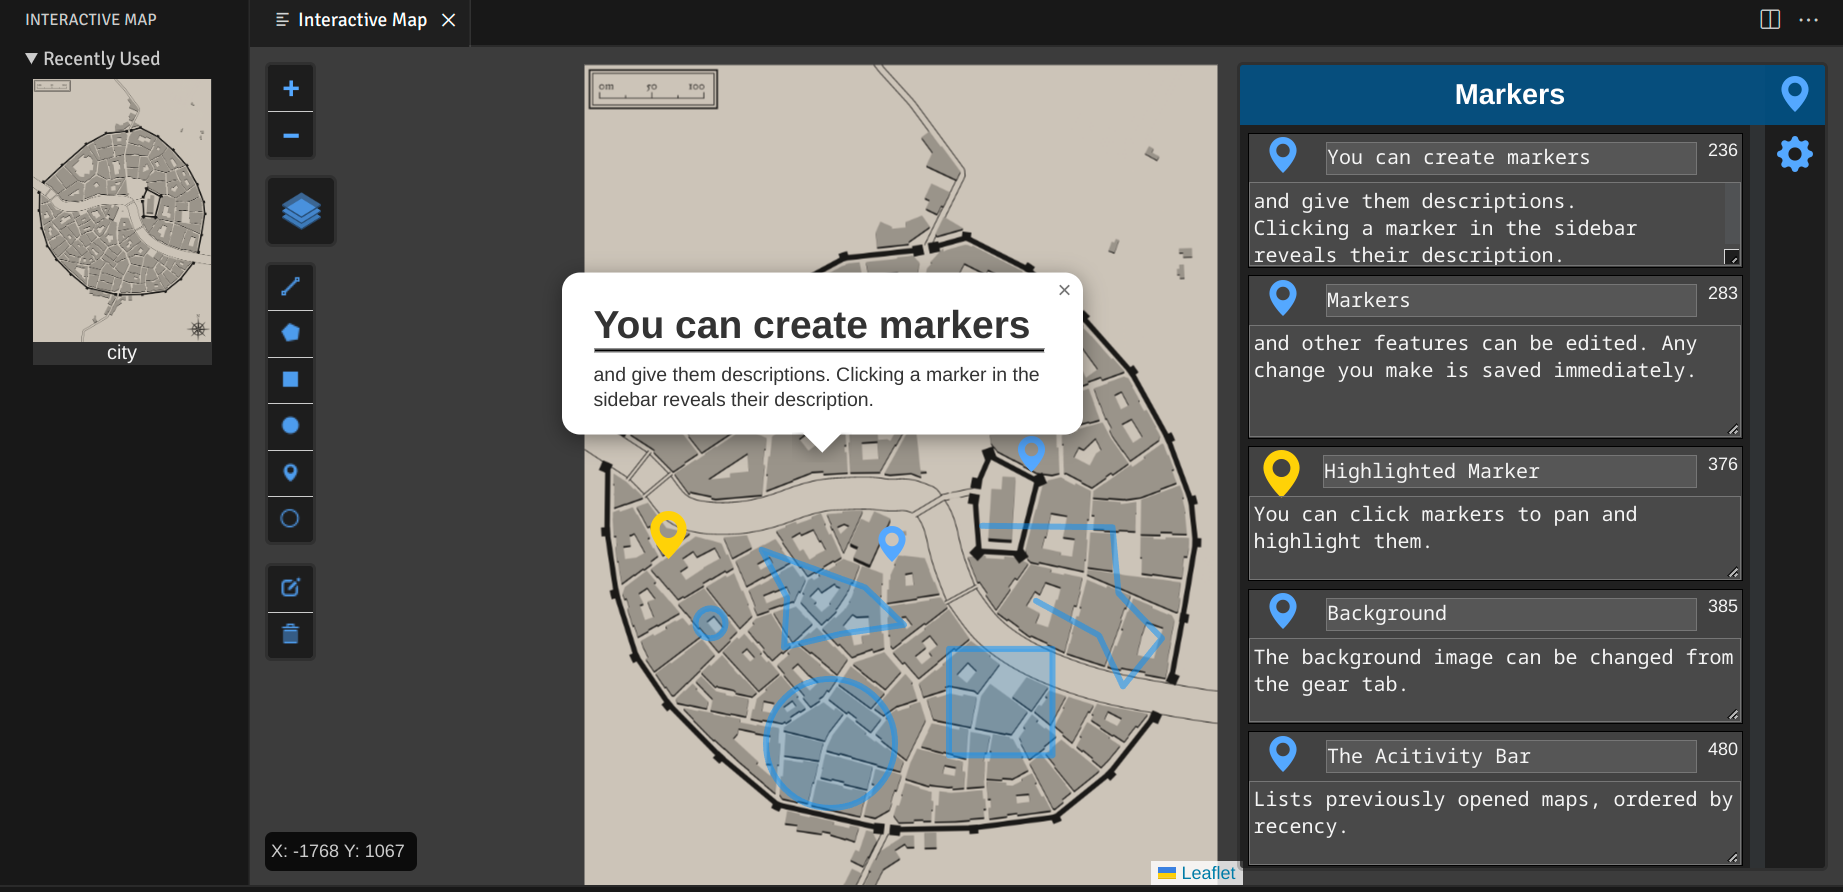 INTERACTIVE MAP
Recently Used
city
Interactive Map
0m 50 100
You can create markers
and give them descriptions. Clicking a marker in the
sidebar reveals their description.
X: -1768 Y: 1067
Leaflet
Markers
You can create markers 236
and give them descriptions.
Clicking a marker in the sidebar
reveals their description.
Markers 283
and other features can be edited. Any
change you make is saved immediately.
Highlighted Marker 376
You can click markers to pan and
highlight them.
Background 385
The background image can be changed from
the gear tab.
The Acitivity Bar 480
Lists previously opened maps, ordered by
recency.